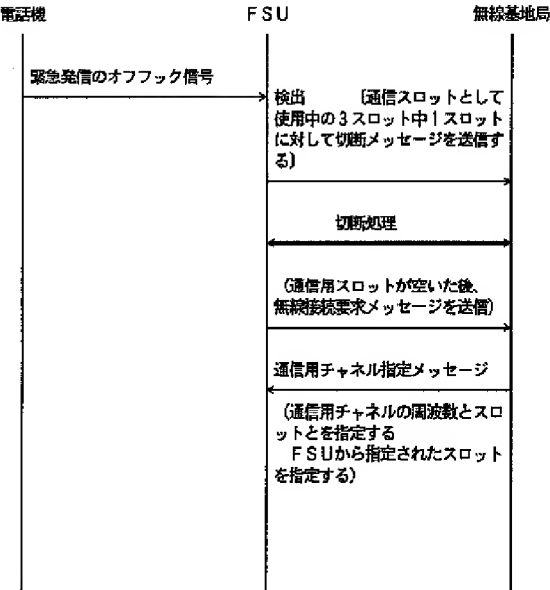 電話機 FSU 無線基地局
緊急発信のオフフック信号
検出 〔通信スロットとして
使用中の3スロット中1スロット
に対して切断メッセージを送信す
る〕
切断処理
(通信用スロットが空いた後、
無線接続要求メッセージを送信)
通信用チャネル指定メッセージ
(通信用チャネルの周波数とスロ
ットとを指定する
FSUから指定されたスロット
を指定する)